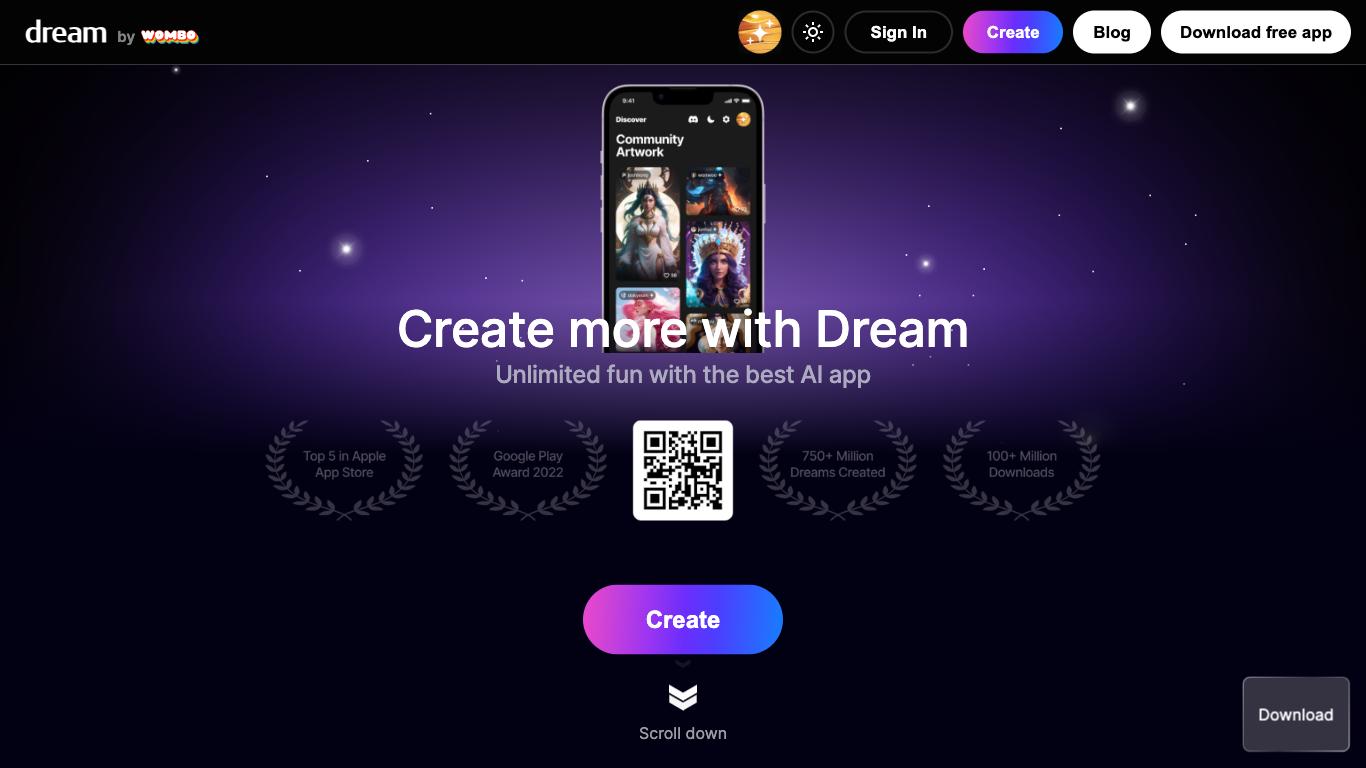 dream by WOMBO
Sign In
Create
Blog
Download free app
9:41
Discover
Community
Artwork
Create more with Dream
Unlimited fun with the best AI app
Top 5 in Apple
App Store
Google Play
Award 2022
750+ Million
Dreams Created
100+ Million
Downloads
Create
Scroll down
Download